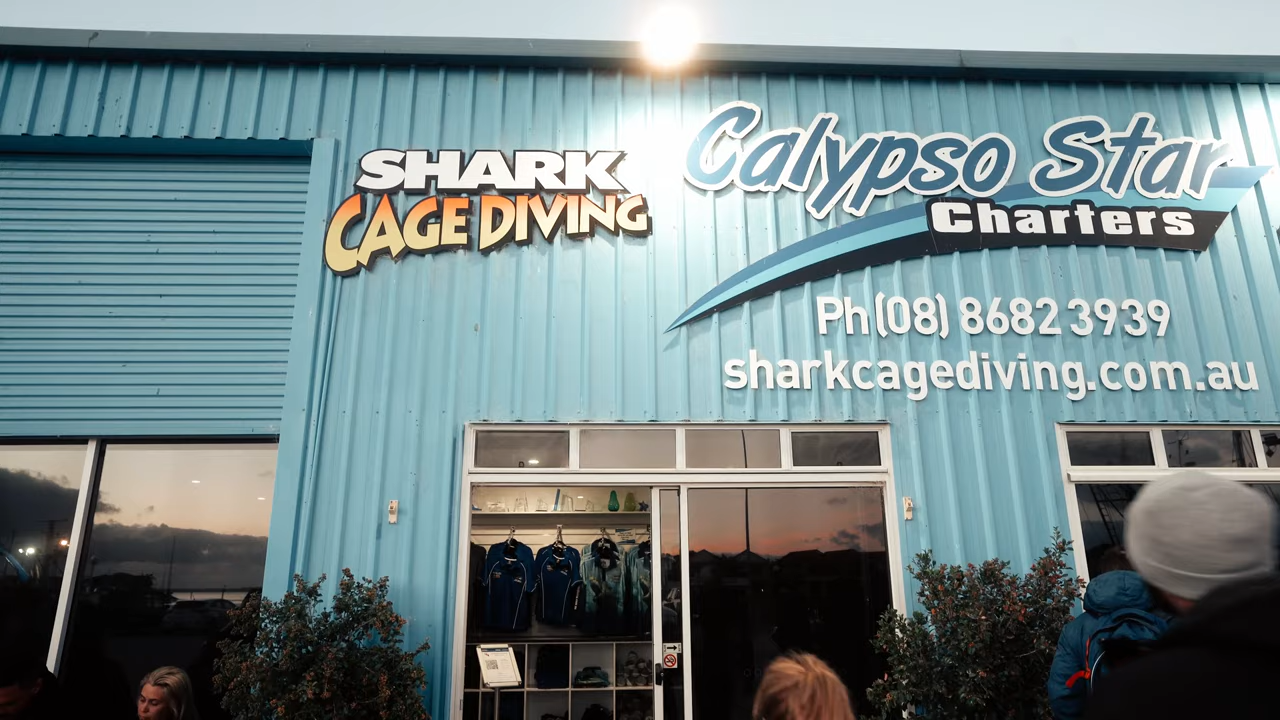 SHARK
CAGE DIVING
Calypso Star
Charters
Ph (08) 8682 3939
sharkcagediving.com.au